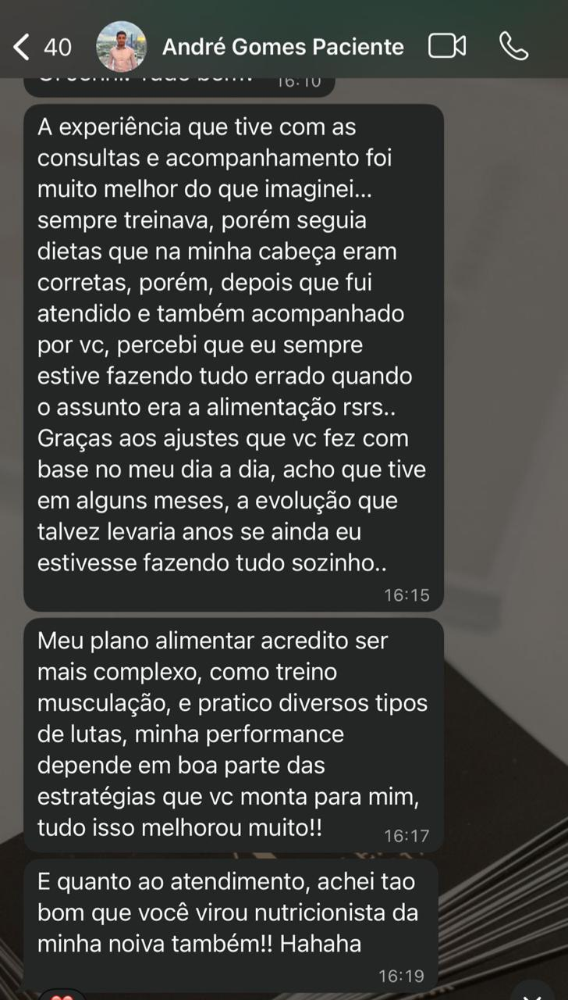 40
André Gomes Paciente
16:10
A experiência que tive com as
consultas e acompanhamento foi
muito melhor do que imaginei...
sempre treinava, porém seguia
dietas que na minha cabeça eram
corretas, porém, depois que fui
atendido e também acompanhado
por vc, percebi que eu sempre
estive fazendo tudo errado quando
o assunto era a alimentação rsrs..
Graças aos ajustes que vc fez com
base no meu dia a dia, acho que tive
em alguns meses, a evolução que
talvez levaria anos se ainda eu
estivesse fazendo tudo sozinho..
16:15
Meu plano alimentar acredito ser
mais complexo, como treino
musculação, e pratico diversos tipos
de lutas, minha performance
depende em boa parte das
estratégias que vc monta para mim,
tudo isso melhorou muito!!
16:17
E quanto ao atendimento, achei tao
bom que você virou nutricionista da
minha noiva também!! Hahaha
16:19